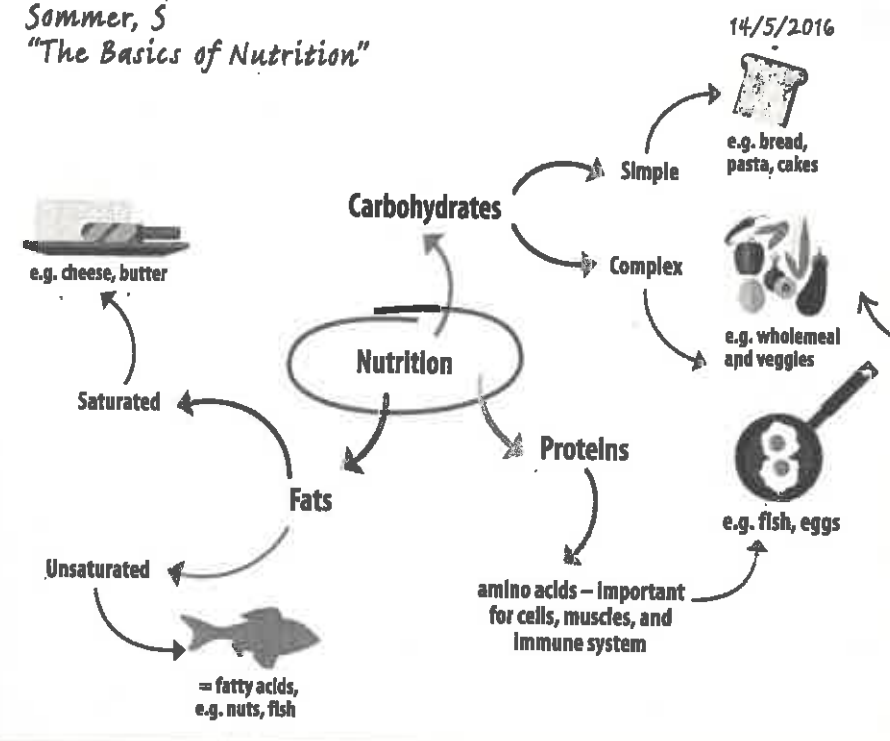 Sommer, S
"The Basics of Nutrition"
14/5/2016
e.g. bread,
pasta, cakes
Simple
Carbohydrates
Complex
e.g. wholemeal
and veggies
e.g. cheese, butter
Nutrition
Saturated
Proteins
Fats
e.g. fish, eggs
Unsaturated
amino acids – important
for cells, muscles, and
immune system
= fatty acids,
e.g. nuts, fish